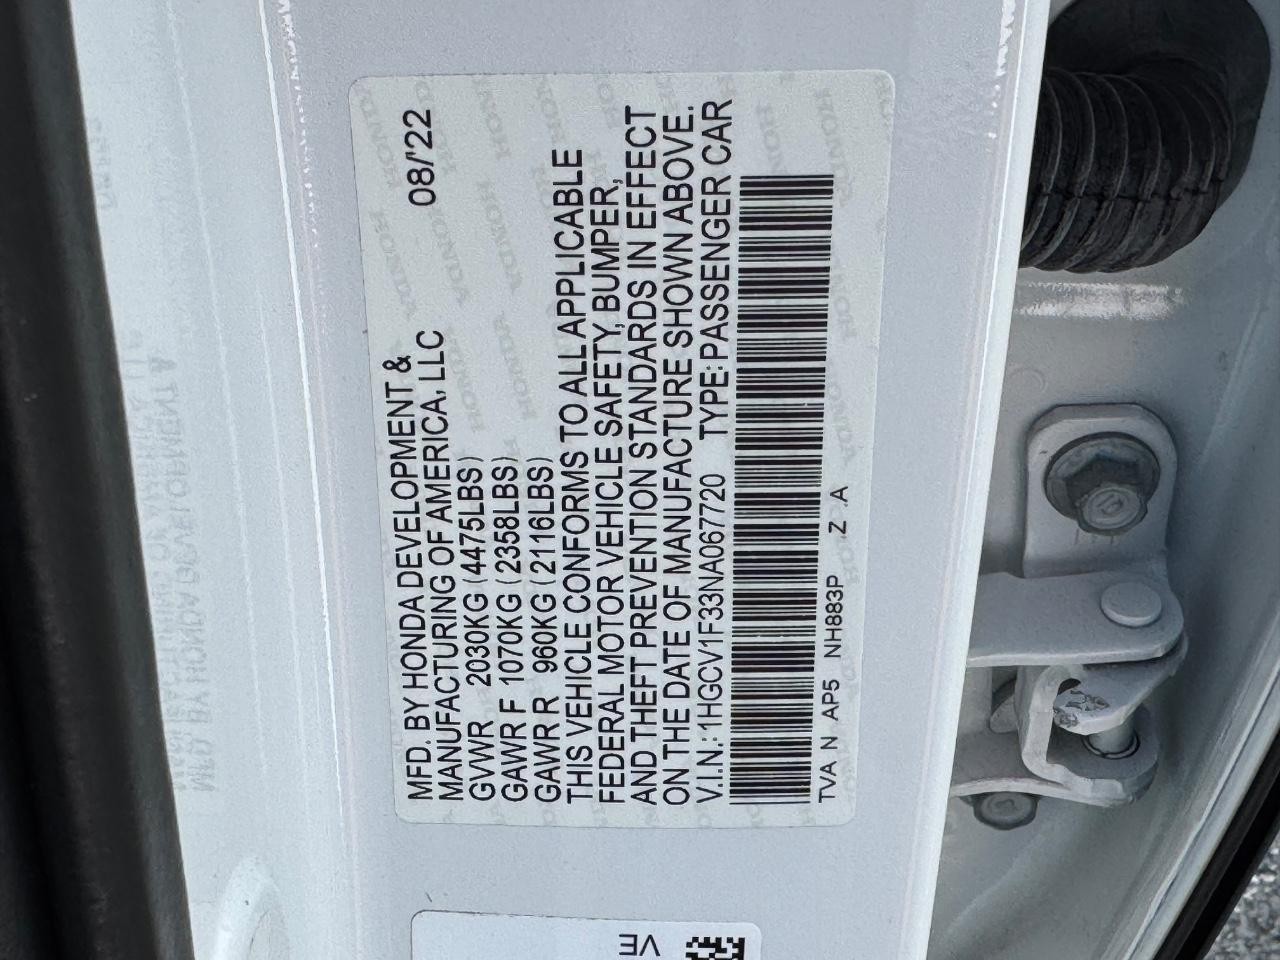 MFD. BY HONDA DEVELOPMENT & 08/'22
MANUFACTURING OF AMERICA, LLC
GVWR 2030KG (4475LBS)
GAWR F 1070KG (2358LBS)
GAWR R 960KG (2116LBS)
THIS VEHICLE CONFORMS TO ALL APPLICABLE
FEDERAL MOTOR VEHICLE SAFETY, BUMPER,
AND THEFT PREVENTION STANDARDS IN EFFECT
ON THE DATE OF MANUFACTURE SHOWN ABOVE.
V.I.N.: 1HGCV1F33NA067720 TYPE: PASSENGER CAR
TVA N AP5 NH883P Z A
VE